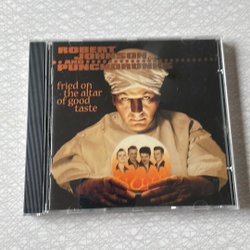 ROBERT
JOHNSON
AND
PUNCHDRUNKS
fried on
the altar
of good
taste